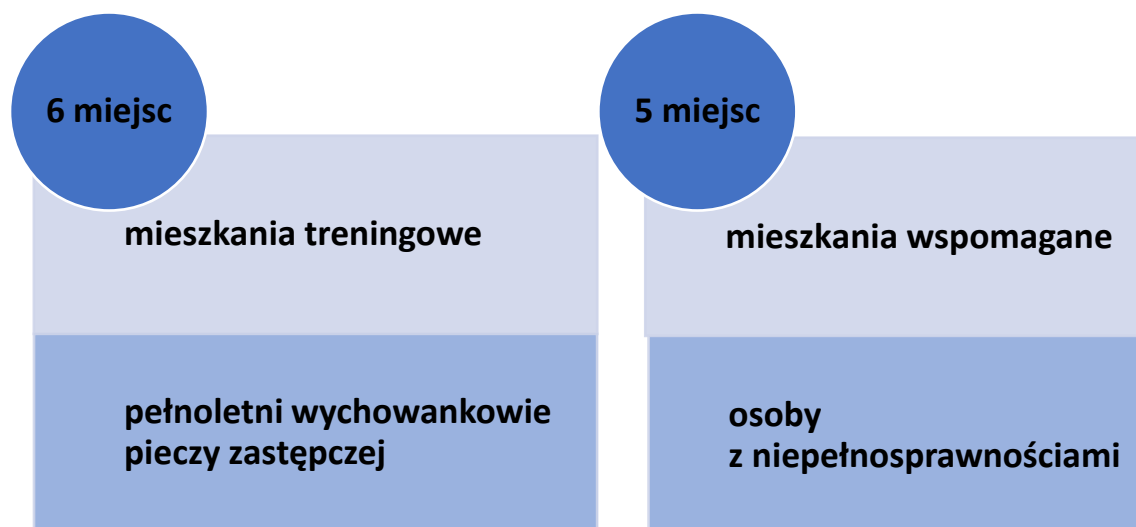 6 miejsc
mieszkania treningowe
pełnoletni wychowankowie
pieczy zastępczej
5 miejsc
mieszkania wspomagane
osoby
z niepełnosprawnościami